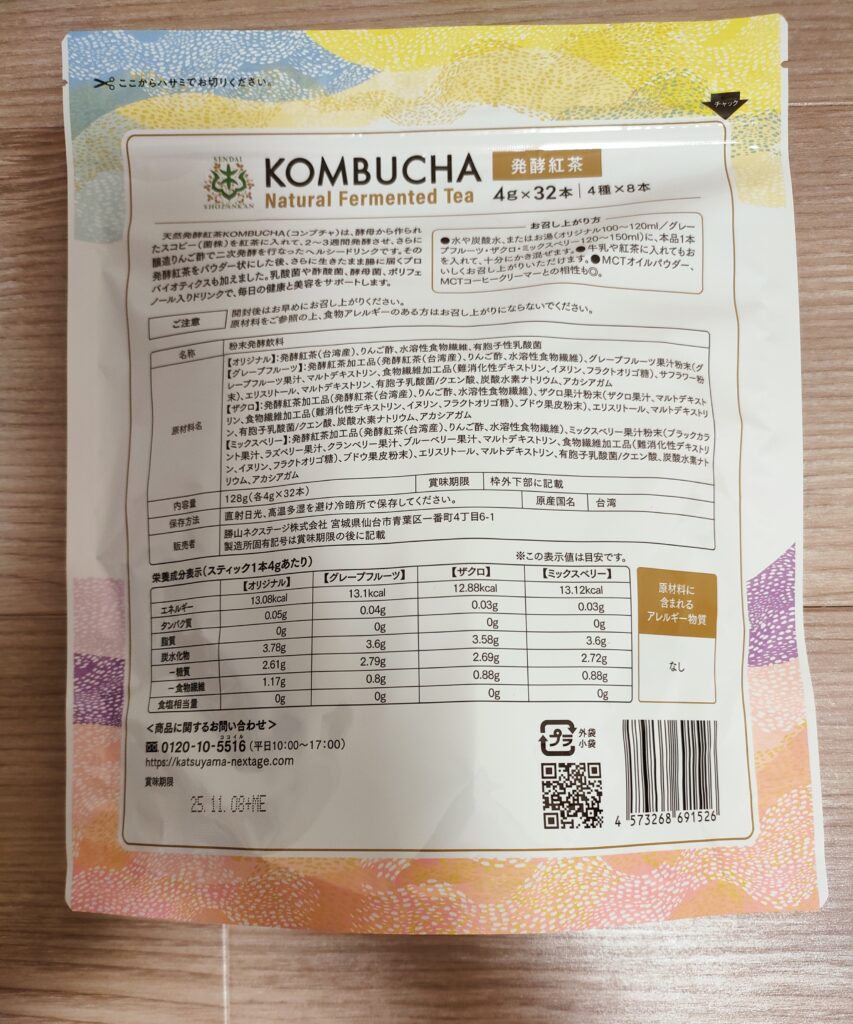 ここからハサミでお切りください。
チャック
SENDAI
SHOZANKAN
KOMBUCHA 発酵紅茶
Natural Fermented Tea 4g×32本 4種×8本
天然発酵紅茶KOMBUCHA(コンブチャ)は、酵母から作られ
たスコビー(菌株)を紅茶に入れて、2～3週間発酵させ、さらに
醸造りんご酢で二次発酵を行なったヘルシードリンクです。その
発酵紅茶をパウダー状にした後、さらに生きたまま腸に届くプロ
バイオティクスも加えました。乳酸菌や酢酸菌、酵母菌、ポリフェ
ノール入りドリンクで、毎日の健康と美容をサポートします。
お召し上がり方
●水や炭酸水、またはお湯(オリジナル100～120ml/グレー
プフルーツ・ザクロ・ミックスベリー120～150ml)に、本品1本
を入れて、十分にかき混ぜます。●牛乳や紅茶に入れてもお
いしくお召し上がりいただけます。●MCTオイルパウダー、
MCTコーヒークリーマーとの相性も◎。
ご注意
開封後はお早めにお召し上がりください。
原材料をご参照の上、食物アレルギーのある方はお召し上がりにならないでください。
名称 粉末発酵飲料
原材料名
【オリジナル】:発酵紅茶(台湾産)、りんご酢、水溶性食物繊維、有胞子性乳酸菌
【グレープフルーツ】:発酵紅茶加工品(発酵紅茶(台湾産)、りんご酢、水溶性食物繊維)、グレープフルーツ果汁粉末(グ
レープフルーツ果汁、マルトデキストリン、食物繊維加工品(難消化性デキストリン、イヌリン、フラクトオリゴ糖)、サフラワー粉
末)、エリスリトール、マルトデキストリン、有胞子乳酸菌/クエン酸、炭酸水素ナトリウム、アカシアガム
【ザクロ】:発酵紅茶加工品(発酵紅茶(台湾産)、りんご酢、水溶性食物繊維)、ザクロ果汁粉末(ザクロ果汁、マルトデキスト
リン、食物繊維加工品(難消化性デキストリン、イヌリン、フラクトオリゴ糖)、ブドウ果皮粉末)、エリスリトール、マルトデキストリ
ン、有胞子乳酸菌/クエン酸、炭酸水素ナトリウム、アカシアガム
【ミックスベリー】:発酵紅茶加工品(発酵紅茶(台湾産)、りんご酢、水溶性食物繊維)、ミックスベリー果汁粉末(ブラックカラ
ント果汁、ラズベリー果汁、クランベリー果汁、ブルーベリー果汁、マルトデキストリン、食物繊維加工品(難消化性デキストリ
ン、イヌリン、フラクトオリゴ糖)、ブドウ果皮粉末)、エリスリトール、マルトデキストリン、有胞子乳酸菌/クエン酸、炭酸水素ナト
リウム、アカシアガム
内容量 128g(各4g×32本) 賞味期限 枠外下部に記載
保存方法 直射日光、高温多湿を避け冷暗所で保存してください。 原産国名 台湾
販売者 勝山ネクステージ株式会社 宮城県仙台市青葉区一番町4丁目6-1
製造所固有記号は賞味期限の後に記載
栄養成分表示(スティック1本4gあたり) ※この表示値は目安です。
【オリジナル】 【グレープフルーツ】 【ザクロ】 【ミックスベリー】
エネルギー 13.08kcal 13.1kcal 12.88kcal 13.12kcal
タンパク質 0.05g 0.04g 0.03g 0.03g
脂質 0g 0g 0g 0g
炭水化物 3.78g 3.6g 3.58g 3.6g
－糖質 2.61g 2.79g 2.69g 2.72g
－食物繊維 1.17g 0.8g 0.88g 0.88g
食塩相当量 0g 0g 0g 0g
原材料に
含まれる
アレルギー物質
なし
＜商品に関するお問い合わせ＞
ココイル
0120-10-5516(平日10:00～17:00)
https://katsuyama-nextage.com
賞味期限
25.11.08+ME
プラ
外袋
小袋
4 573268 691526